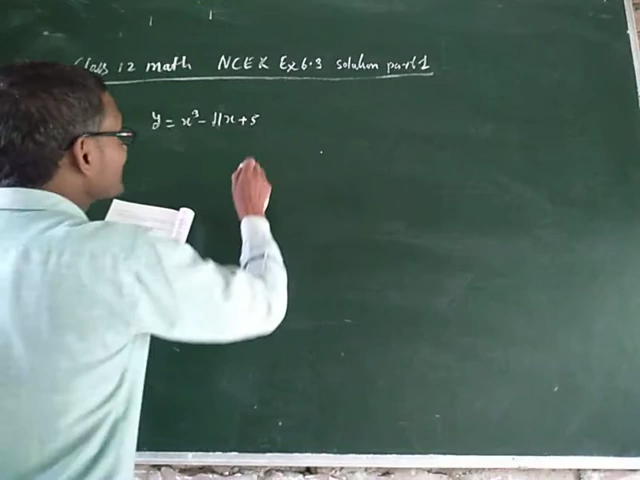 Class 12 math NCER Ex 6.3 solution part 1
y = x³ - 11x + 5